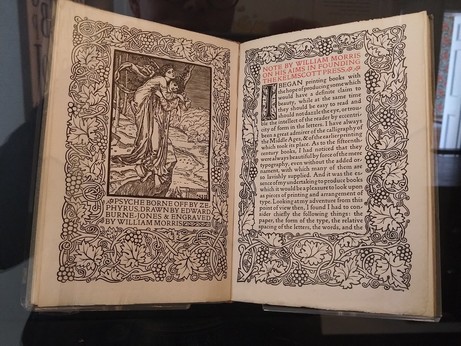 PSYCHE BORNE OFF BY ZE-
PHYRUS, DRAWN BY EDWARD
BURNE-JONES & ENGRAVED
BY WILLIAM MORRIS
NOTE BY WILLIAM MORRIS
ON HIS AIMS IN FOUNDING
THE KELMSCOTT PRESS
I BEGAN printing books with
the hope of producing some which
would have a definite claim to
beauty, while at the same time
they should be easy to read and
should not dazzle the eye, or trou-
ble the intellect of the reader by eccentri-
city of form in the letters. I have always
been a great admirer of the calligraphy of
the Middle Ages, & of the earlier printing
which took its place. As to the fifteenth-
century books, I had noticed that they
were always beautiful by force of the mere
typography, even without the added or-
nament, with which many of them are
so lavishly supplied. And it was the es-
sence of my undertaking to produce books
which it would be a pleasure to look upon
as pieces of printing and arrangement of
type. Looking at my adventure from this
point of view then, I found I had to con-
sider chiefly the following things: the
paper, the form of the type, the relative
spacing of the letters, the words, and the